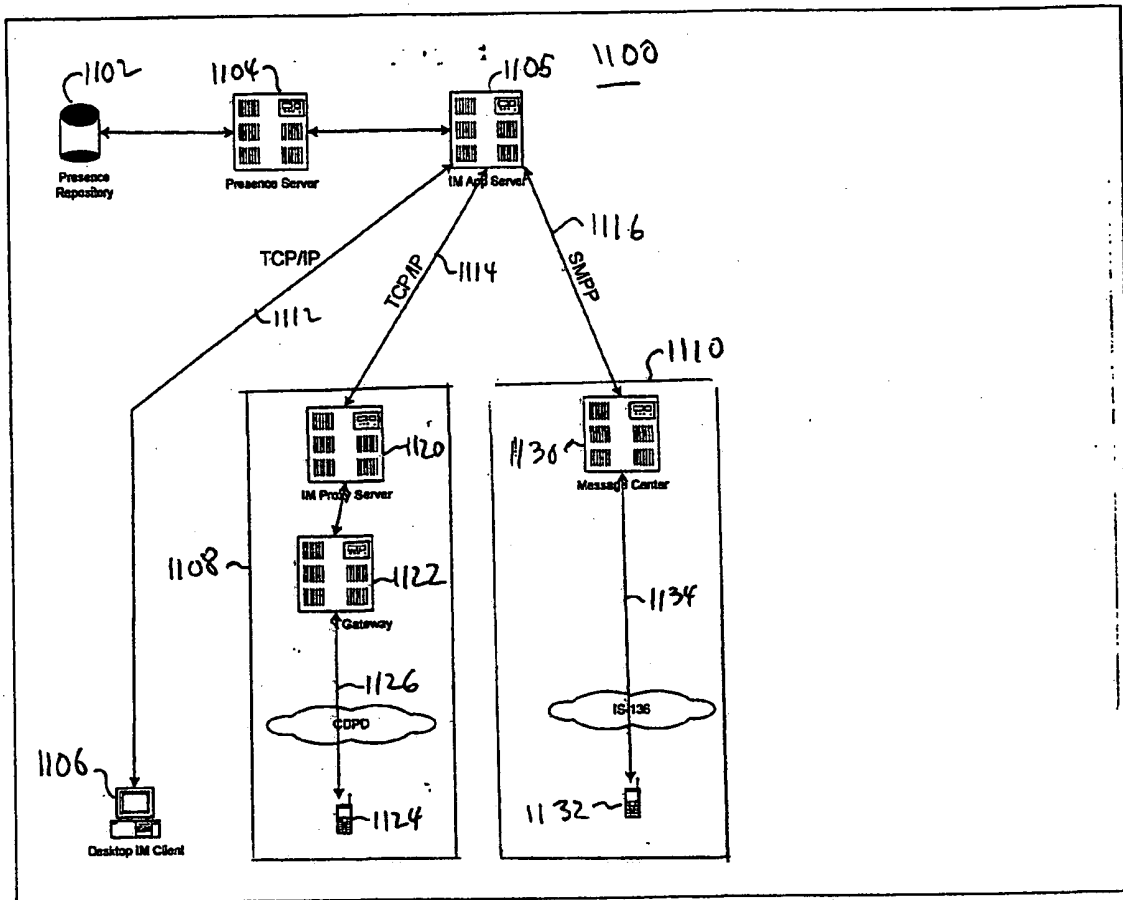 1100
1102
1104
1105
Presence
Repository
Presence Server
IM App Server
TCP/IP
1112
TCP/IP
1114
1116
SMPP
1110
1120
IM Proxy Server
1130
Message Center
1108
1122
Gateway
1134
1126
CDPD
IS-136
1106
1124
1132
Desktop IM Client